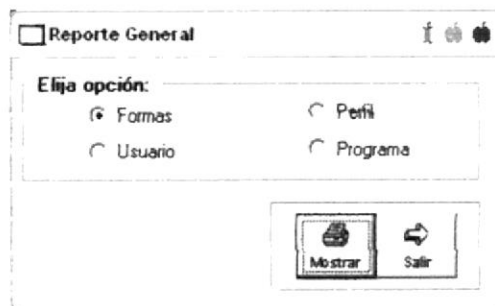 Reporte General
Elija opción:
Formas
Perfil
Usuario
Programa
Mostrar
Salir